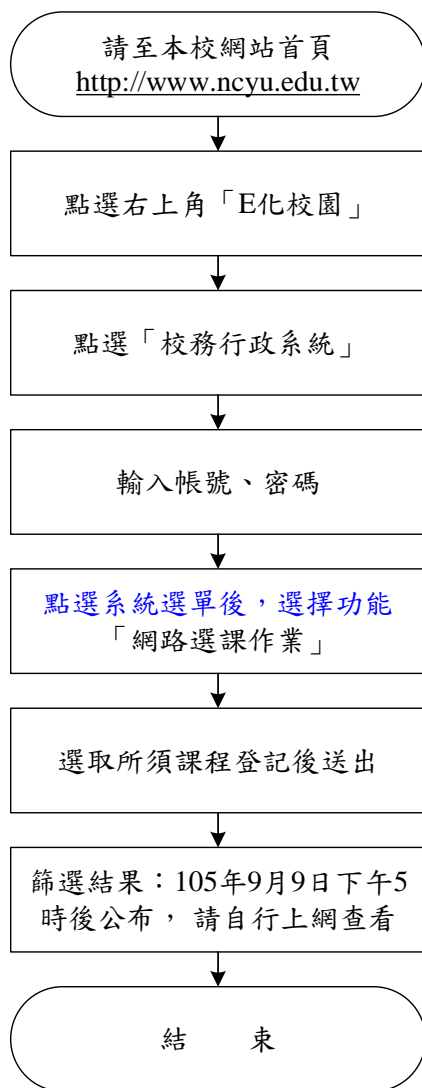 請至本校網站首頁
http://www.ncyu.edu.tw
點選右上角「E化校園」
點選「校務行政系統」
輸入帳號、密碼
點選系統選單後，選擇功能
「網路選課作業」
選取所須課程登記後送出
篩選結果：105年9月9日下午5
時後公布， 請自行上網查看
結　　束